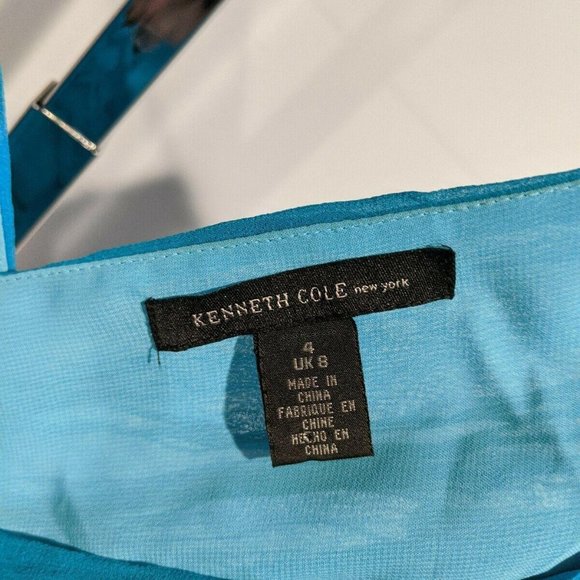 KENNETH COLE new york
4
UK 8
MADE IN
CHINA
FABRIQUE EN
CHINE
HECHO EN
CHINA